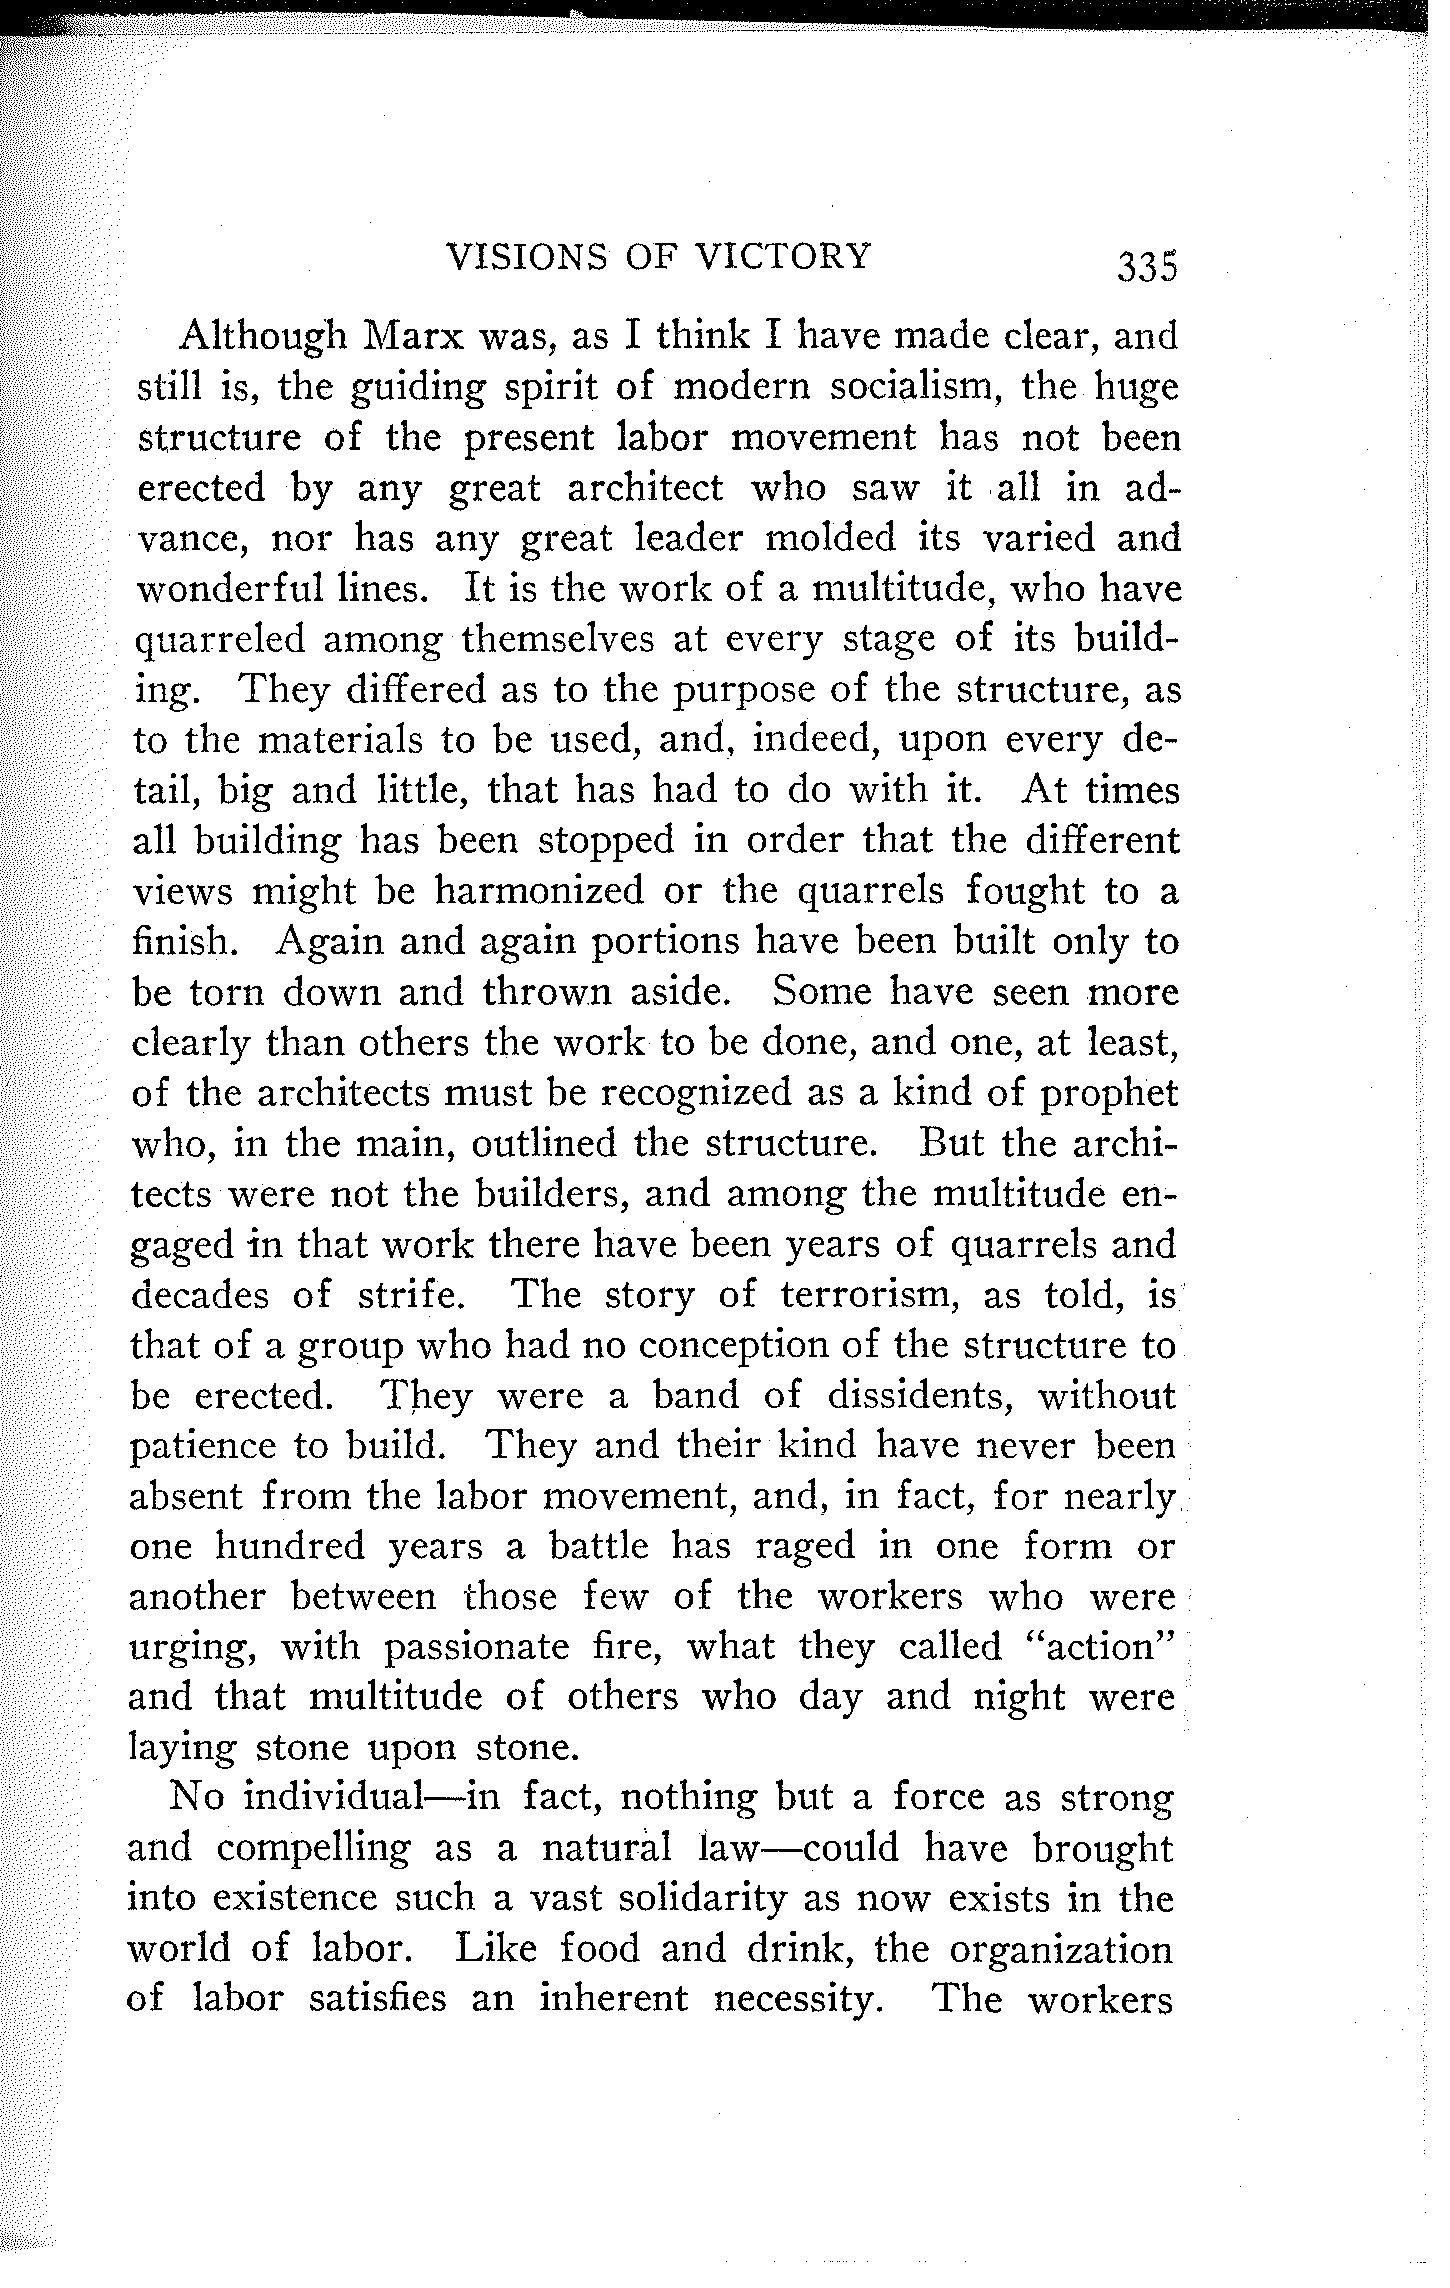 VISIONS OF VICTORY 335
Although Marx was, as I think I have made clear, and
still is, the guiding spirit of modern socialism, the huge
structure of the present labor movement has not been
erected by any great architect who saw it all in ad-
vance, nor has any great leader molded its varied and
wonderful lines. It is the work of a multitude, who have
quarreled among themselves at every stage of its build-
ing. They differed as to the purpose of the structure, as
to the materials to be used, and, indeed, upon every de-
tail, big and little, that has had to do with it. At times
all building has been stopped in order that the different
views might be harmonized or the quarrels fought to a
finish. Again and again portions have been built only to
be torn down and thrown aside. Some have seen more
clearly than others the work to be done, and one, at least,
of the architects must be recognized as a kind of prophet
who, in the main, outlined the structure. But the archi-
tects were not the builders, and among the multitude en-
gaged in that work there have been years of quarrels and
decades of strife. The story of terrorism, as told, is
that of a group who had no conception of the structure to
be erected. They were a band of dissidents, without
patience to build. They and their kind have never been
absent from the labor movement, and, in fact, for nearly
one hundred years a battle has raged in one form or
another between those few of the workers who were
urging, with passionate fire, what they called "action"
and that multitude of others who day and night were
laying stone upon stone.
No individual—in fact, nothing but a force as strong
and compelling as a natural law—could have brought
into existence such a vast solidarity as now exists in the
world of labor. Like food and drink, the organization
of labor satisfies an inherent necessity. The workers